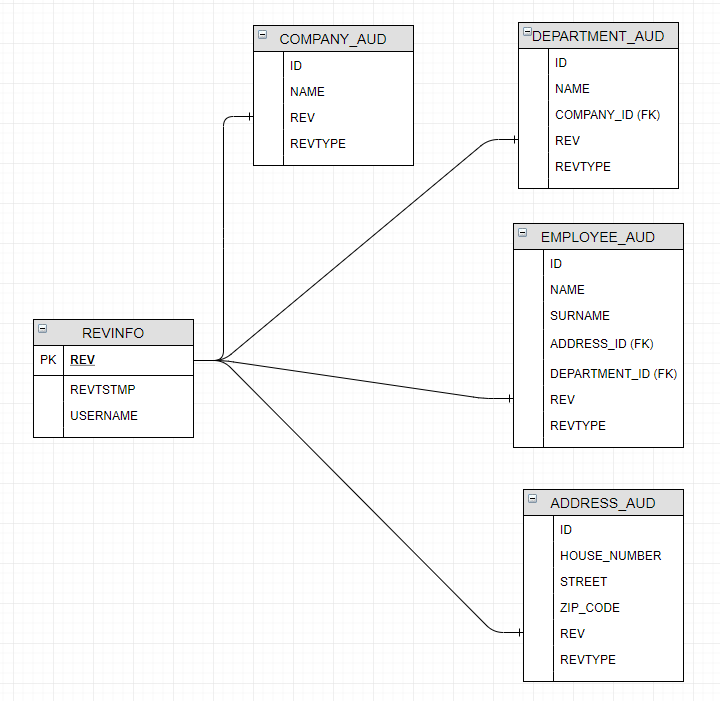 COMPANY_AUD
ID
NAME
REV
REVTYPE
DEPARTMENT_AUD
ID
NAME
COMPANY_ID (FK)
REV
REVTYPE
EMPLOYEE_AUD
ID
NAME
SURNAME
ADDRESS_ID (FK)
DEPARTMENT_ID (FK)
REV
REVTYPE
REVINFO
PK REV
REVTSTMP
USERNAME
ADDRESS_AUD
ID
HOUSE_NUMBER
STREET
ZIP_CODE
REV
REVTYPE